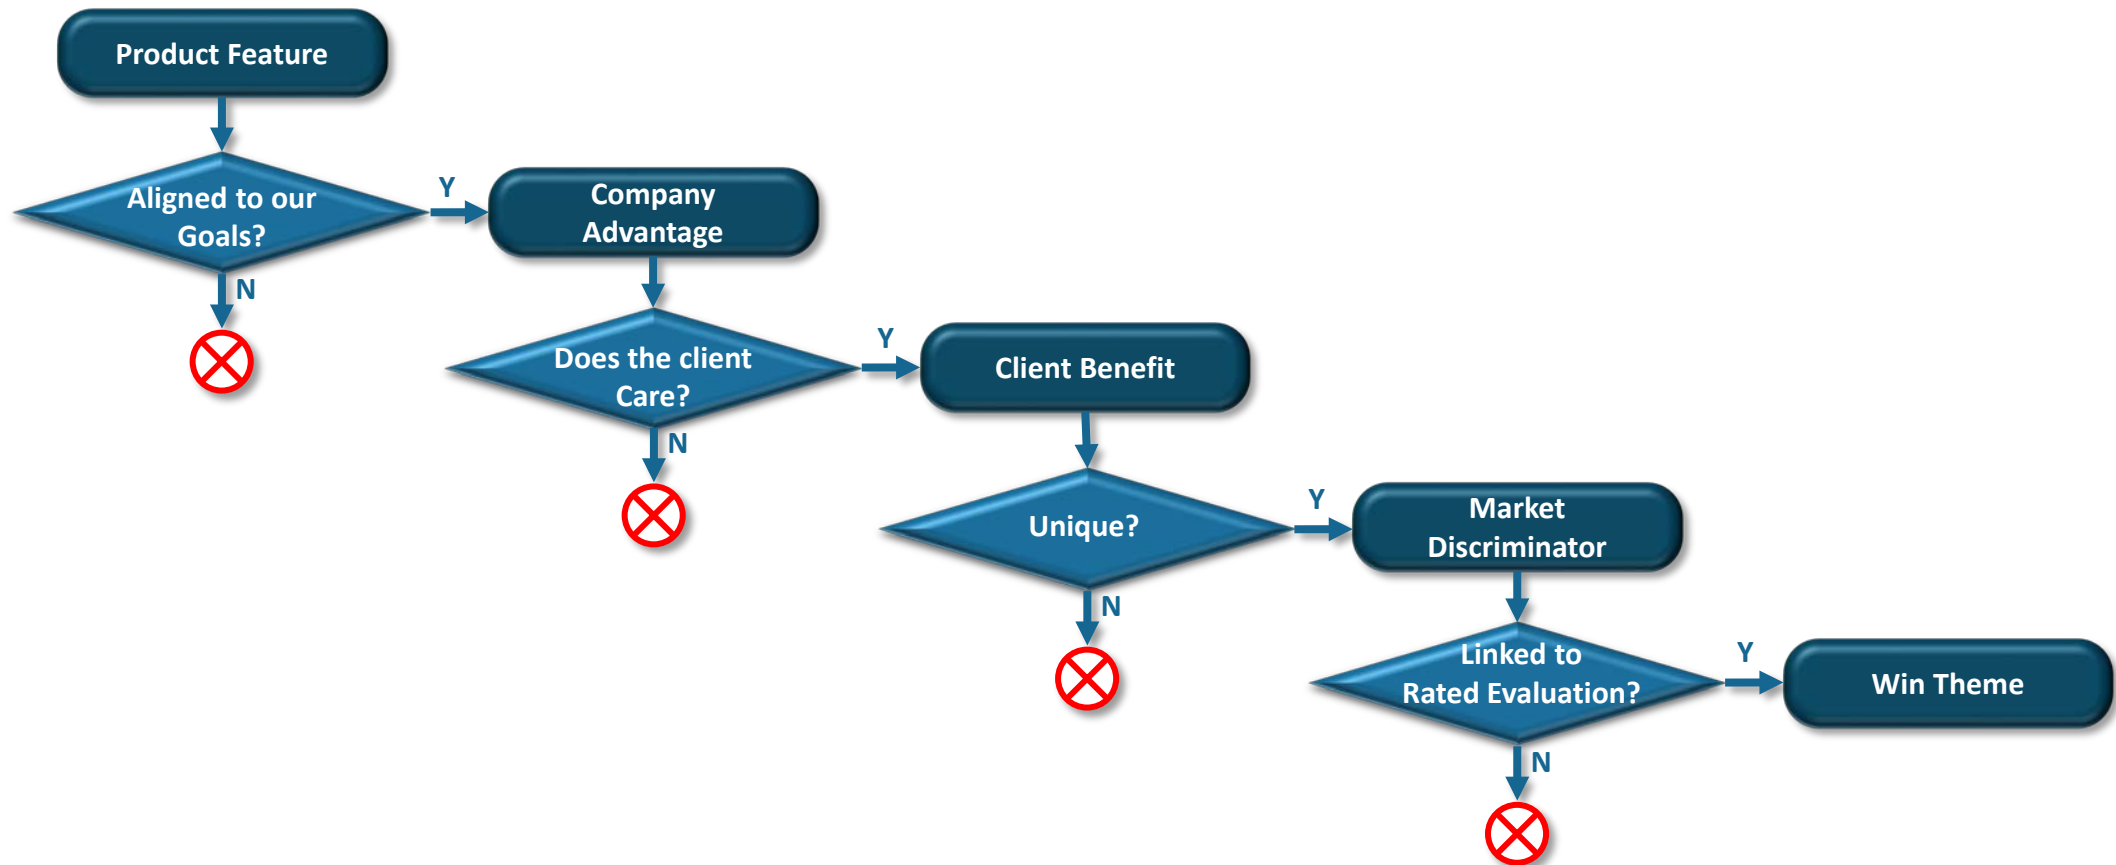 Product Feature
Aligned to our
Goals?
Y
N
Company
Advantage
Does the client
Care?
Y
N
Client Benefit
Unique?
Y
N
Market
Discriminator
Linked to
Rated Evaluation?
Y
N
Win Theme